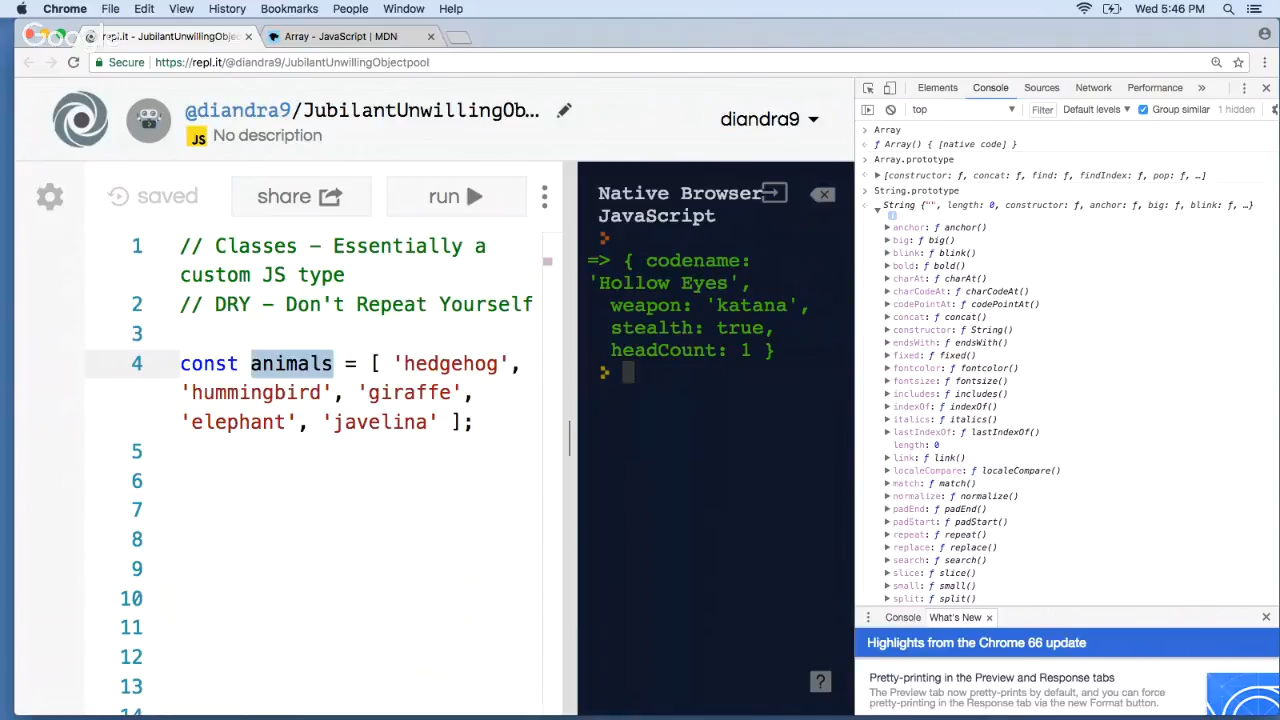 Chrome File Edit View History Bookmarks People Window Help Wed 5:46 PM
repl.it - JubilantUnwillingObjec × Array - JavaScript | MDN ×
Secure https://repl.it/@diandra9/JubilantUnwillingObjectpool
@diandra9/JubilantUnwillingOb...
JS No description
diandra9
saved share run
1 // Classes - Essentially a
custom JS type
2 // DRY - Don't Repeat Yourself
3
4 const animals = [ 'hedgehog',
'hummingbird', 'giraffe',
'elephant', 'javelina' ];
5
6
7
8
9
10
11
12
13
14
Native Browser
JavaScript
=> { codename:
'Hollow Eyes',
weapon: 'katana',
stealth: true,
headCount: 1 }
?
Elements Console Sources Network Performance »
top Filter Default levels Group similar 1 hidden
> Array
ƒ Array() { [native code] }
> Array.prototype
[constructor: ƒ, concat: ƒ, find: ƒ, findIndex: ƒ, pop: ƒ, …]
> String.prototype
String {"", length: 0, constructor: ƒ, anchor: ƒ, big: ƒ, blink: ƒ, …}
anchor: ƒ anchor()
big: ƒ big()
blink: ƒ blink()
bold: ƒ bold()
charAt: ƒ charAt()
charCodeAt: ƒ charCodeAt()
codePointAt: ƒ codePointAt()
concat: ƒ concat()
constructor: ƒ String()
endsWith: ƒ endsWith()
fixed: ƒ fixed()
fontcolor: ƒ fontcolor()
fontsize: ƒ fontsize()
includes: ƒ includes()
indexOf: ƒ indexOf()
italics: ƒ italics()
lastIndexOf: ƒ lastIndexOf()
length: 0
link: ƒ link()
localeCompare: ƒ localeCompare()
match: ƒ match()
normalize: ƒ normalize()
padEnd: ƒ padEnd()
padStart: ƒ padStart()
repeat: ƒ repeat()
replace: ƒ replace()
search: ƒ search()
slice: ƒ slice()
small: ƒ small()
split: ƒ split()
Console What's New ×
Highlights from the Chrome 66 update
Pretty-printing in the Preview and Response tabs
The Preview tab now pretty-prints by default, and you can force
pretty-printing in the Response tab via the new Format button.